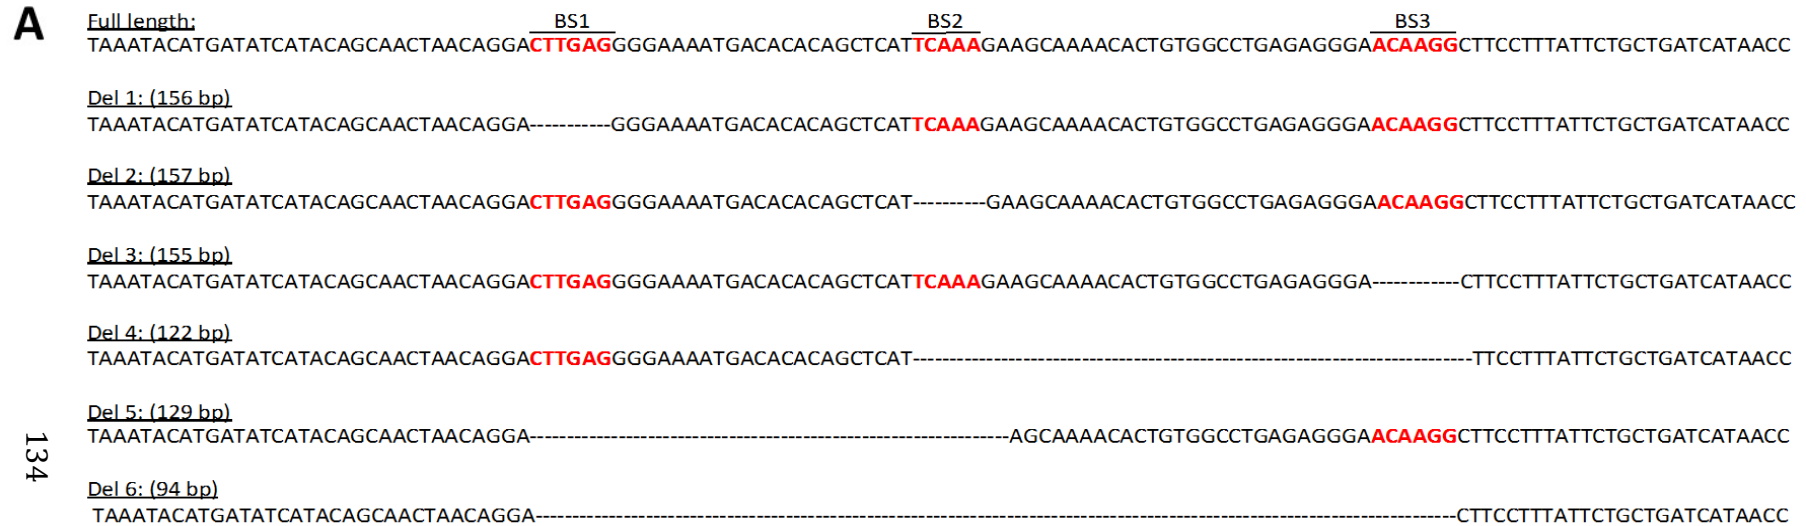 A
Full length:
BS1 BS2 BS3
TAAATACATGATATCATACAGCAACTAACAGGACTTGAGGGGAAAATGACACACAGCTCATTCAAAGAAGCAAAACACTGTGGCCTGAGAGGGAACAAGGCTTCCTTTATTCTGCTGATCATAACC
Del 1: (156 bp)
TAAATACATGATATCATACAGCAACTAACAGGA-----------GGGAAAATGACACACAGCTCATTCAAAGAAGCAAAACACTGTGGCCTGAGAGGGAACAAGGCTTCCTTTATTCTGCTGATCATAACC
Del 2: (157 bp)
TAAATACATGATATCATACAGCAACTAACAGGACTTGAGGGGAAAATGACACACAGCTCAT----------GAAGCAAAACACTGTGGCCTGAGAGGGAACAAGGCTTCCTTTATTCTGCTGATCATAACC
Del 3: (155 bp)
TAAATACATGATATCATACAGCAACTAACAGGACTTGAGGGGAAAATGACACACAGCTCATTCAAAGAAGCAAAACACTGTGGCCTGAGAGGGA------------CTTCCTTTATTCTGCTGATCATAACC
Del 4: (122 bp)
TAAATACATGATATCATACAGCAACTAACAGGACTTGAGGGGAAAATGACACACAGCTCAT---------------------------------------------------------------------------TTCCTTTATTCTGCTGATCATAACC
Del 5: (129 bp)
TAAATACATGATATCATACAGCAACTAACAGGA----------------------------------------------------------------AGCAAAACACTGTGGCCTGAGAGGGAACAAGGCTTCCTTTATTCTGCTGATCATAACC
134
Del 6: (94 bp)
TAAATACATGATATCATACAGCAACTAACAGGA---------------------------------------------------------------------------------------------------------------------------CTTCCTTTATTCTGCTGATCATAACC